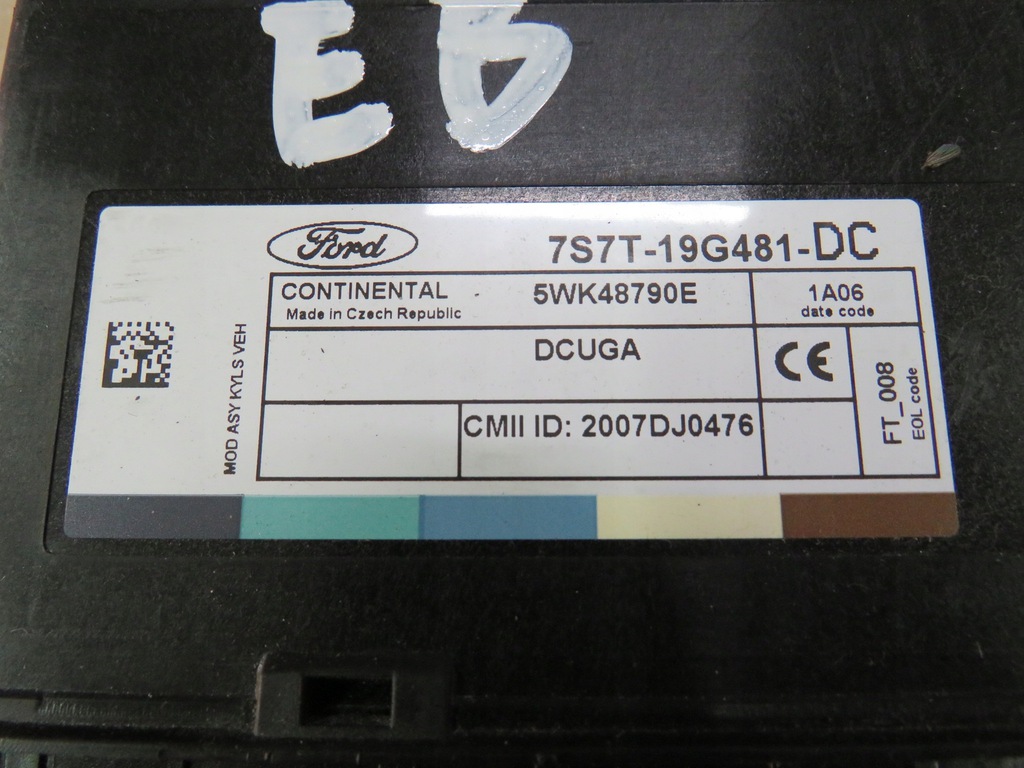 EB
Ford
7S7T-19G481-DC
CONTINENTAL
Made in Czech Republic
5WK48790E
1A06
date code
DCUGA
CE
CMII ID: 2007DJ0476
FT_008
EOL code
MOD ASY KYLS VEH